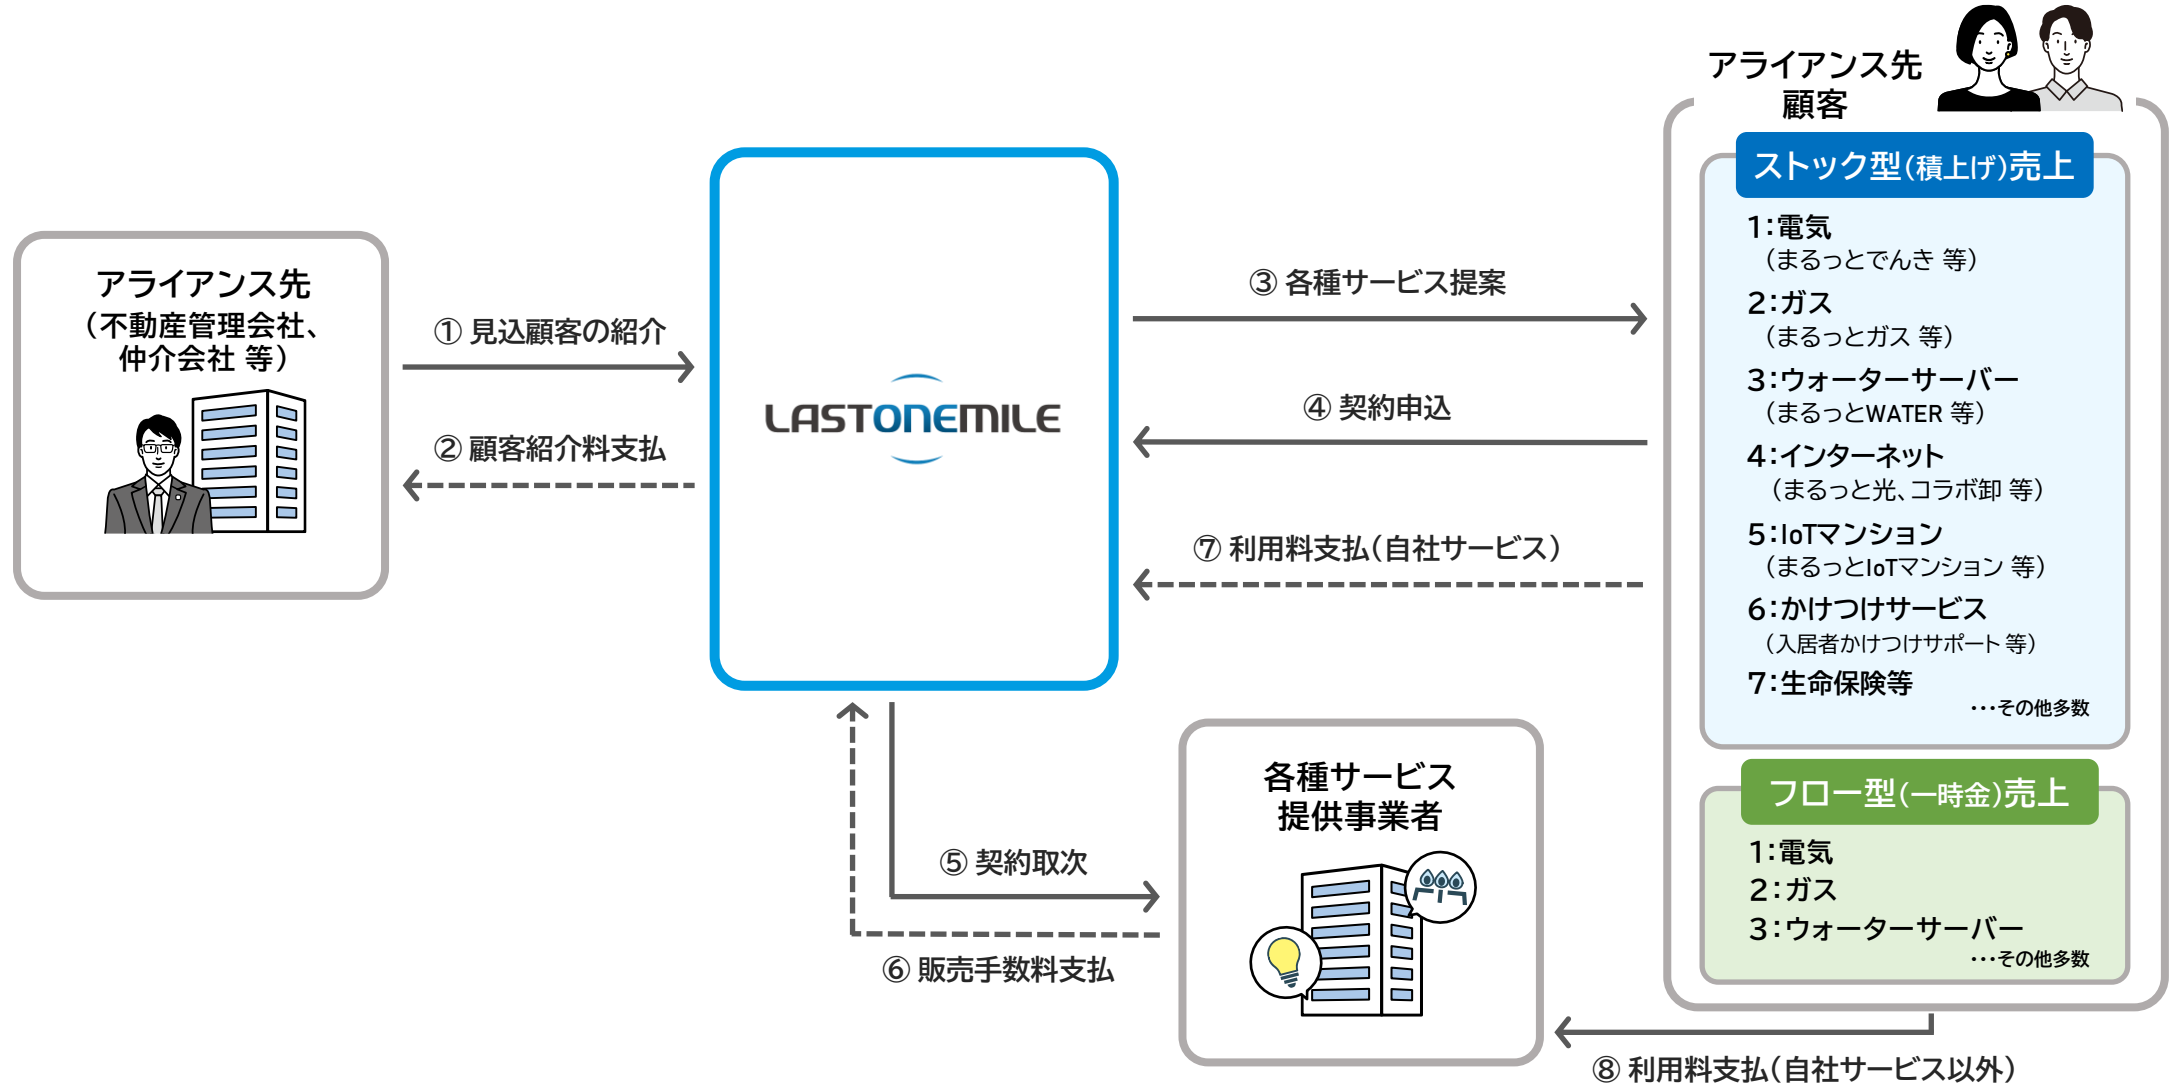 アライアンス先
(不動産管理会社、
仲介会社 等)
① 見込顧客の紹介
② 顧客紹介料支払
LASTONEMILE
③ 各種サービス提案
④ 契約申込
⑦ 利用料支払(自社サービス)
⑤ 契約取次
⑥ 販売手数料支払
各種サービス
提供事業者
アライアンス先
顧客
ストック型(積上げ)売上
1:電気
(まるっとでんき 等)
2:ガス
(まるっとガス 等)
3:ウォーターサーバー
(まるっとWATER 等)
4:インターネット
(まるっと光、コラボ卸 等)
5:IoTマンション
(まるっとIoTマンション 等)
6:かけつけサービス
(入居者かけつけサポート 等)
7:生命保険等
…その他多数
フロー型(一時金)売上
1:電気
2:ガス
3:ウォーターサーバー
…その他多数
⑧ 利用料支払(自社サービス以外)